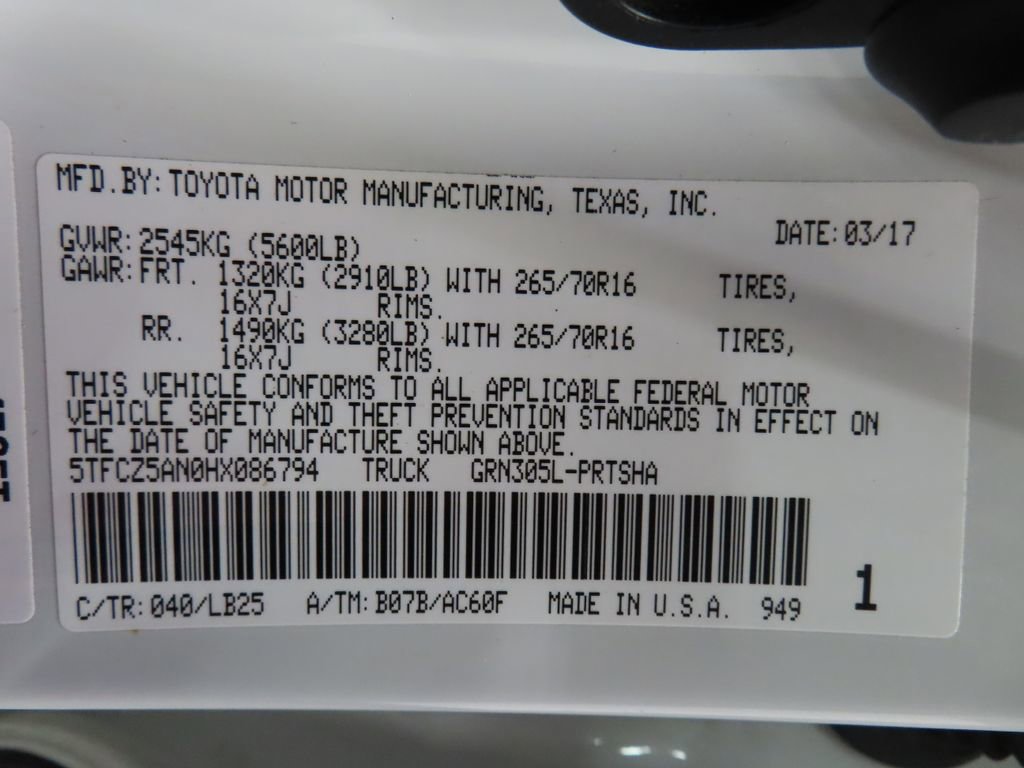 MFD.BY: TOYOTA MOTOR MANUFACTURING, TEXAS, INC.
DATE: 03/17
GVWR: 2545KG (5600LB)
GAWR: FRT. 1320KG (2910LB) WITH 265/70R16 TIRES,
16X7J RIMS.
RR. 1490KG (3280LB) WITH 265/70R16 TIRES,
16X7J RIMS.
THIS VEHICLE CONFORMS TO ALL APPLICABLE FEDERAL MOTOR
VEHICLE SAFETY AND THEFT PREVENTION STANDARDS IN EFFECT ON
THE DATE OF MANUFACTURE SHOWN ABOVE.
5TFCZ5AN0HX086794 TRUCK GRN305L-PRTSHA
C/TR: 040/LB25 A/TM: B07B/AC60F MADE IN U.S.A. 949
1